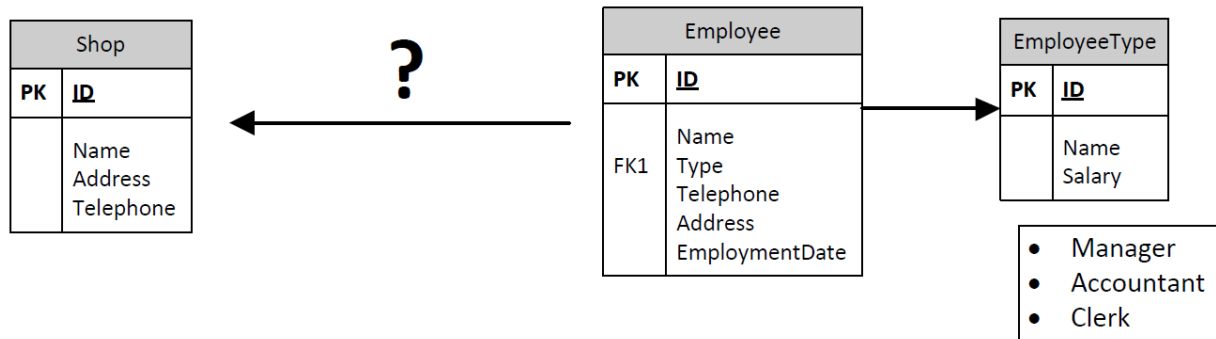 Shop
PK ID
Name
Address
Telephone
?
Employee
PK ID
Name
FK1 Type
Telephone
Address
EmploymentDate
EmployeeType
PK ID
Name
Salary
• Manager
• Accountant
• Clerk